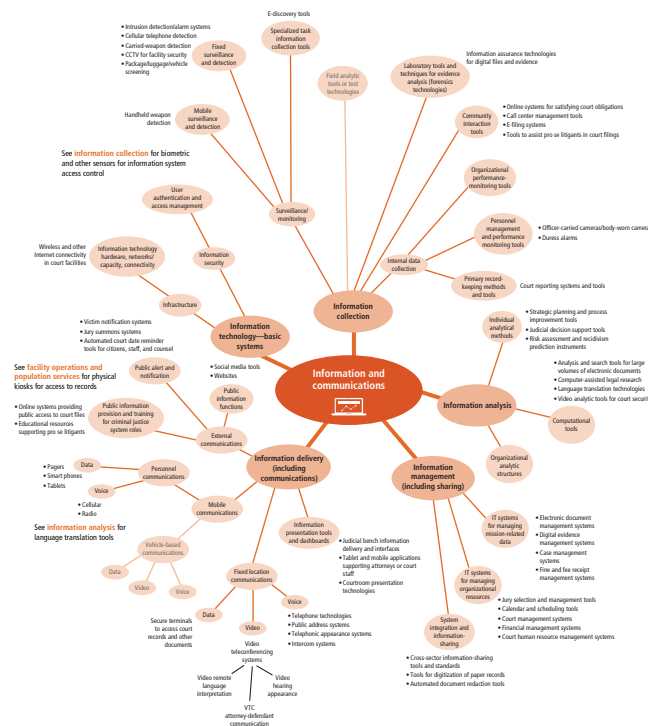 E-discovery tools
• Intrusion detection/alarm systems
• Cellular telephone detection
• Carried-weapon detection
• CCTV for facility security
• Package/luggage/vehicle
screening
Fixed
surveillance
and detection
Specialized task
information
collection tools
Field analytic
tools or test
technologies
Laboratory tools and
techniques for evidence
analysis (forensics
technologies)
Information assurance technologies
for digital files and evidence
Handheld weapon
detection
Mobile
surveillance
and detection
Community
interaction
tools
• Online systems for satisfying court obligations
• Call center management tools
• E-filing systems
• Tools to assist pro se litigants in court filings
See information collection for biometric
and other sensors for information system
access control
Organizational
performance-
monitoring tools
User
authentication and
access management
Surveillance/
monitoring
Personnel
management
and performance
monitoring tools
• Officer-carried cameras/body-worn cameras
• Duress alarms
Wireless and other
Internet connectivity
in court facilities
Information technology
hardware, networks/
capacity, connectivity
Information
security
Internal data
collection
Primary record-
keeping methods
and tools
Court reporting systems and tools
Infrastructure
Information
collection
Information
technology—basic
systems
Individual
analytical
methods
• Strategic planning and process
improvement tools
• Judicial decision support tools
• Risk assessment and recidivism
prediction instruments
• Victim notification systems
• Jury summons systems
• Automated court date reminder
tools for citizens, staff, and counsel
See facility operations and
population services for physical
kiosks for access to records
Public alert and
notification
• Social media tools
• Websites
Information and
communications
• Analysis and search tools for large
volumes of electronic documents
• Computer-assisted legal research
• Language translation technologies
• Video analytic tools for court security
Public
information
functions
Information analysis
Computational
tools
• Online systems providing
public access to court files
• Educational resources
supporting pro se litigants
Public information
provision and training
for criminal justice
system roles
External
communications
Organizational
analytic
structures
• Pagers
• Smart phones
• Tablets
Data
Voice
Personnel
communications
Information delivery
(including
communications)
Information
management
(including sharing)
• Cellular
• Radio
Mobile
communications
See information analysis for
language translation tools
Vehicle-based
communications
Data
Video
Voice
Information
presentation tools
and dashboards
• Judicial bench information
delivery and interfaces
• Tablet and mobile applications
supporting attorneys or court
staff
• Courtroom presentation
technologies
IT systems
for managing
mission-related
data
• Electronic document
management systems
• Digital evidence
management systems
• Case management
systems
• Fine and fee receipt
management systems
Fixed location
communications
IT systems
for managing
organizational
resources
• Jury selection and management tools
• Calendar and scheduling tools
• Court management systems
• Financial management systems
• Court human resource management systems
Secure terminals
to access court
records and other
documents
Data
Video
Voice
• Telephone technologies
• Public address systems
• Telephonic appearance systems
• Intercom systems
System
integration and
information-
sharing
• Cross-sector information-sharing
tools and standards
• Tools for digitization of paper records
• Automated document redaction tools
Video
teleconferencing
systems
Video remote
language
interpretation
Video
hearing
appearance
VTC
attorney-defendant
communication